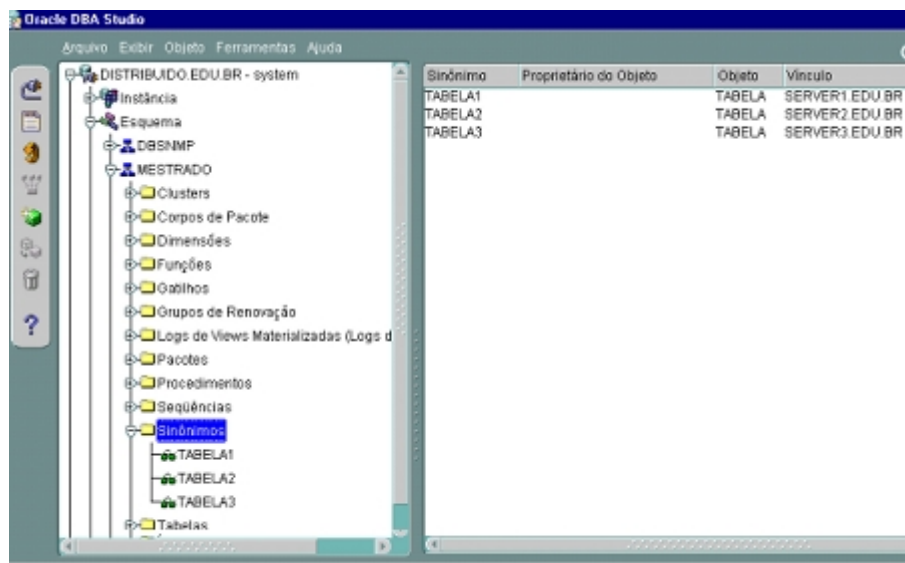 Oracle DBA Studio
Arquivo Exibir Objeto Ferramentas Ajuda
DISTRIBUIDO.EDU.BR - system
Instância
Esquema
DBSNMP
MESTRADO
Clusters
Corpos de Pacote
Dimensões
Funções
Gatilhos
Grupos de Renovação
Logs de Views Materializadas (Logs d
Pacotes
Procedimentos
Seqüências
Sinônimos
TABELA1
TABELA2
TABELA3
Tabelas
Sinônimo Proprietário do Objeto Objeto Vínculo
TABELA1 TABELA SERVER1.EDU.BR
TABELA2 TABELA SERVER2.EDU.BR
TABELA3 TABELA SERVER3.EDU.BR